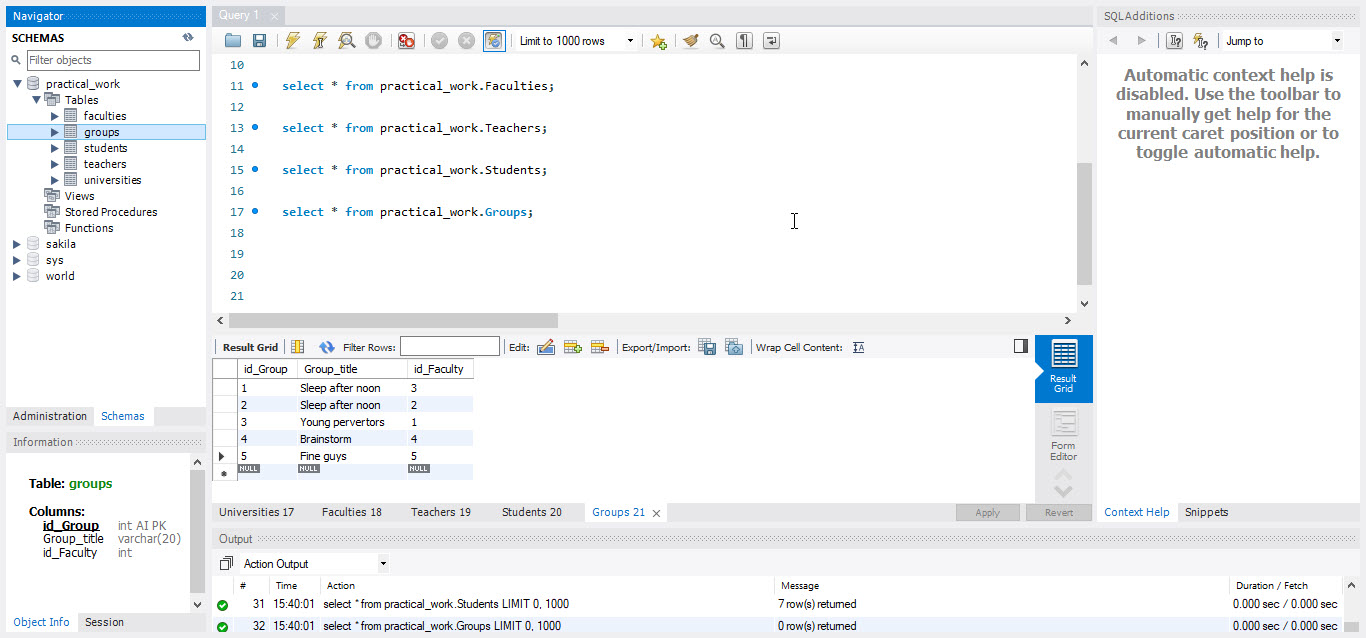 Navigator
SCHEMAS
Filter objects
practical_work
Tables
faculties
groups
students
teachers
universities
Views
Stored Procedures
Functions
sakila
sys
world
Administration Schemas
Information
Table: groups
Columns:
id_Group int AI PK
Group_title varchar(20)
id_Faculty int
Object Info Session
Query 1
Limit to 1000 rows
10
11 select * from practical_work.Faculties;
12
13 select * from practical_work.Teachers;
14
15 select * from practical_work.Students;
16
17 select * from practical_work.Groups;
18
19
20
21
Result Grid Filter Rows: Edit: Export/Import: Wrap Cell Content: IA
id_Group Group_title id_Faculty
1 Sleep after noon 3
2 Sleep after noon 2
3 Young pervertors 1
4 Brainstorm 4
5 Fine guys 5
NULL NULL NULL
Result
Grid
Form
Editor
Universities 17 Faculties 18 Teachers 19 Students 20 Groups 21 Apply Revert
Output
Action Output
# Time Action Message Duration / Fetch
31 15:40:01 select * from practical_work.Students LIMIT 0, 1000 7 row(s) returned 0.000 sec / 0.000 sec
32 15:40:01 select * from practical_work.Groups LIMIT 0, 1000 0 row(s) returned 0.000 sec / 0.000 sec
SQLAdditions
Jump to
Automatic context help is
disabled. Use the toolbar to
manually get help for the
current caret position or to
toggle automatic help.
Context Help Snippets